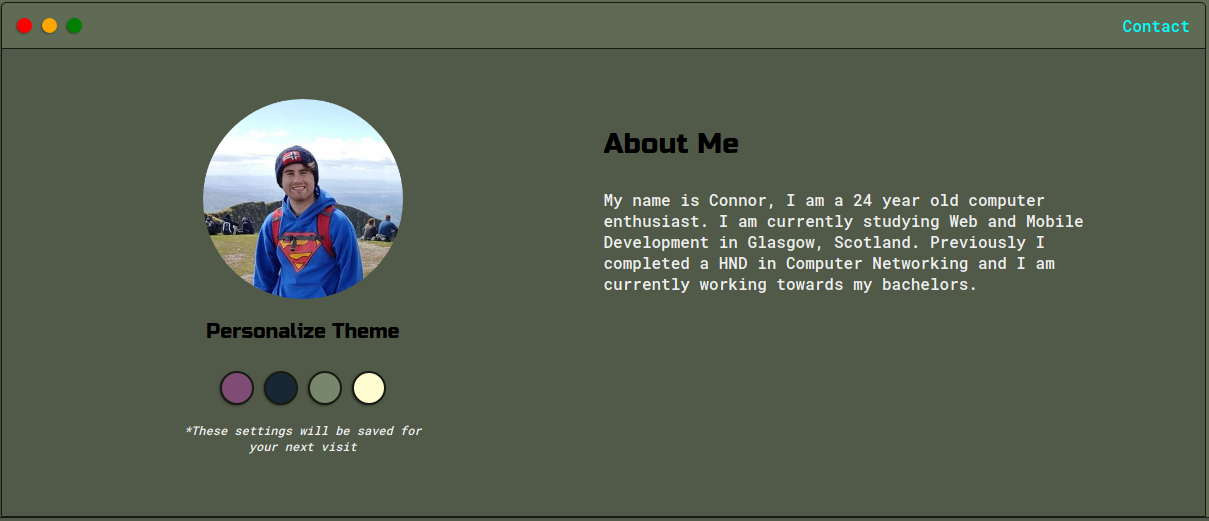 Contact
About Me
My name is Connor, I am a 24 year old computer
enthusiast. I am currently studying Web and Mobile
Development in Glasgow, Scotland. Previously I
completed a HND in Computer Networking and I am
currently working towards my bachelors.
Personalize Theme
*These settings will be saved for
your next visit